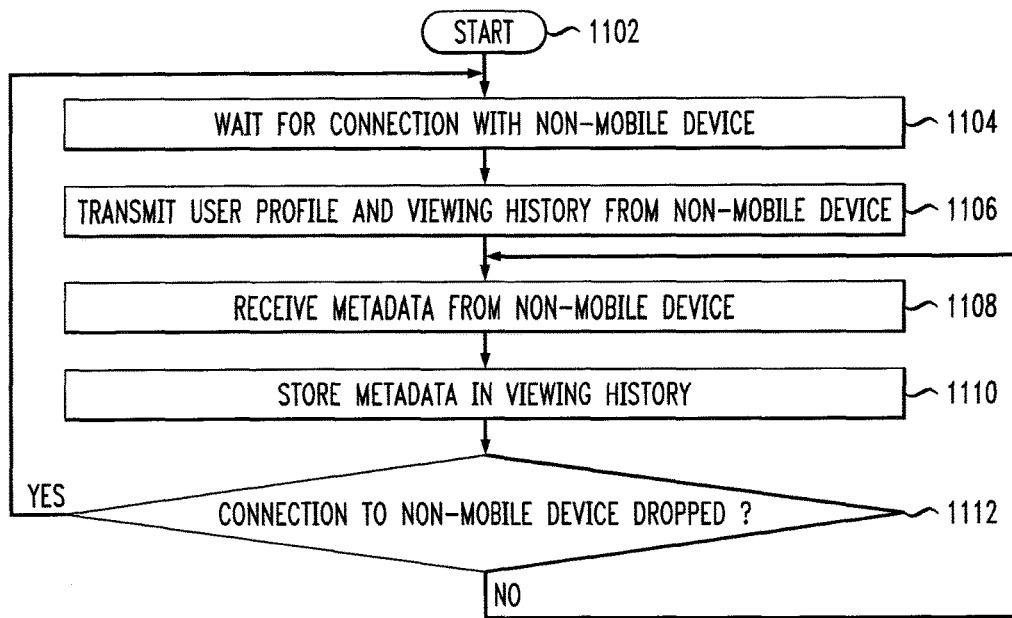 START 1102
WAIT FOR CONNECTION WITH NON-MOBILE DEVICE 1104
TRANSMIT USER PROFILE AND VIEWING HISTORY FROM NON-MOBILE DEVICE 1106
RECEIVE METADATA FROM NON-MOBILE DEVICE 1108
STORE METADATA IN VIEWING HISTORY 1110
YES
CONNECTION TO NON-MOBILE DEVICE DROPPED ? 1112
NO